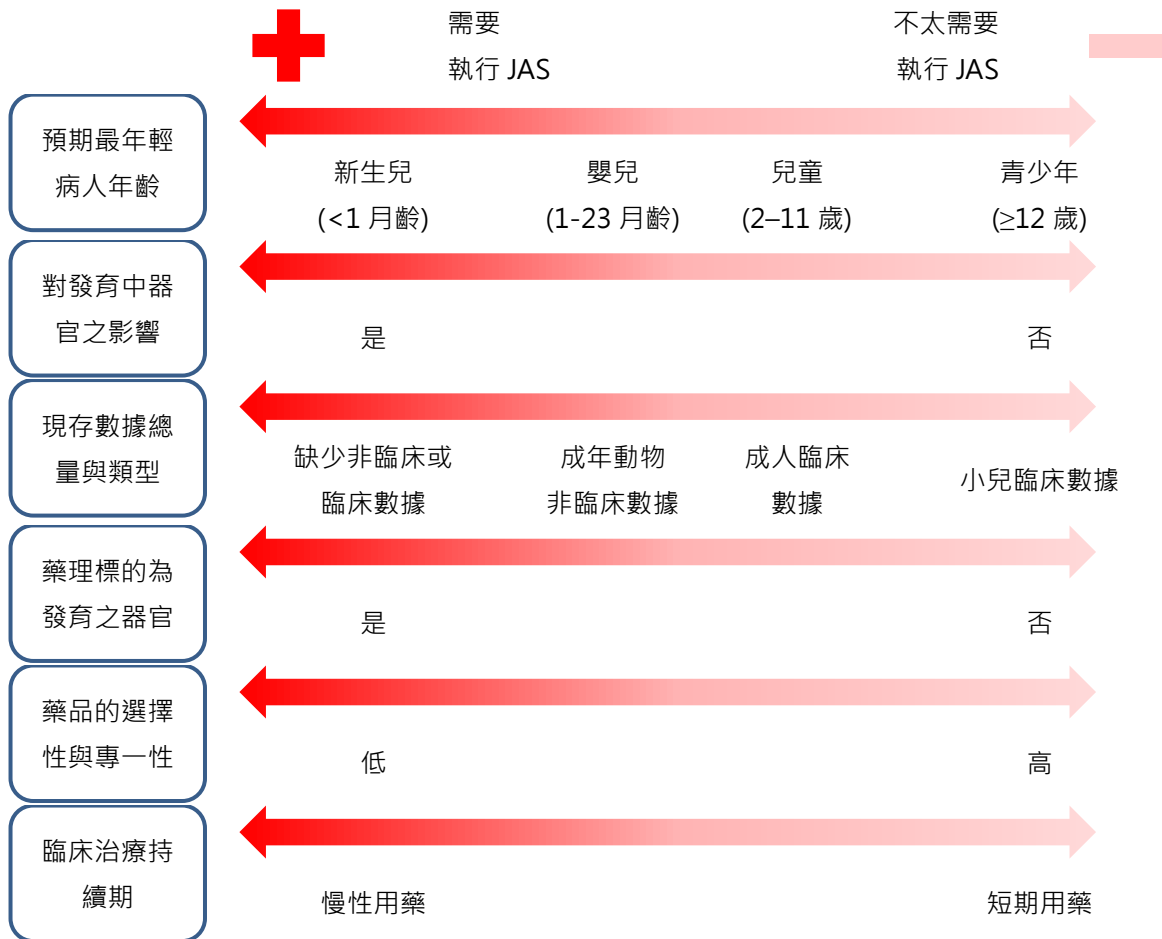 需要
執行 JAS
不太需要
執行 JAS
預期最年輕
病人年齡
新生兒
(<1 月齡)
嬰兒
(1-23 月齡)
兒童
(2–11 歲)
青少年
(≥12 歲)
對發育中器
官之影響
是
否
現存數據總
量與類型
缺少非臨床或
臨床數據
成年動物
非臨床數據
成人臨床
數據
小兒臨床數據
藥理標的為
發育之器官
是
否
藥品的選擇
性與專一性
低
高
臨床治療持
續期
慢性用藥
短期用藥